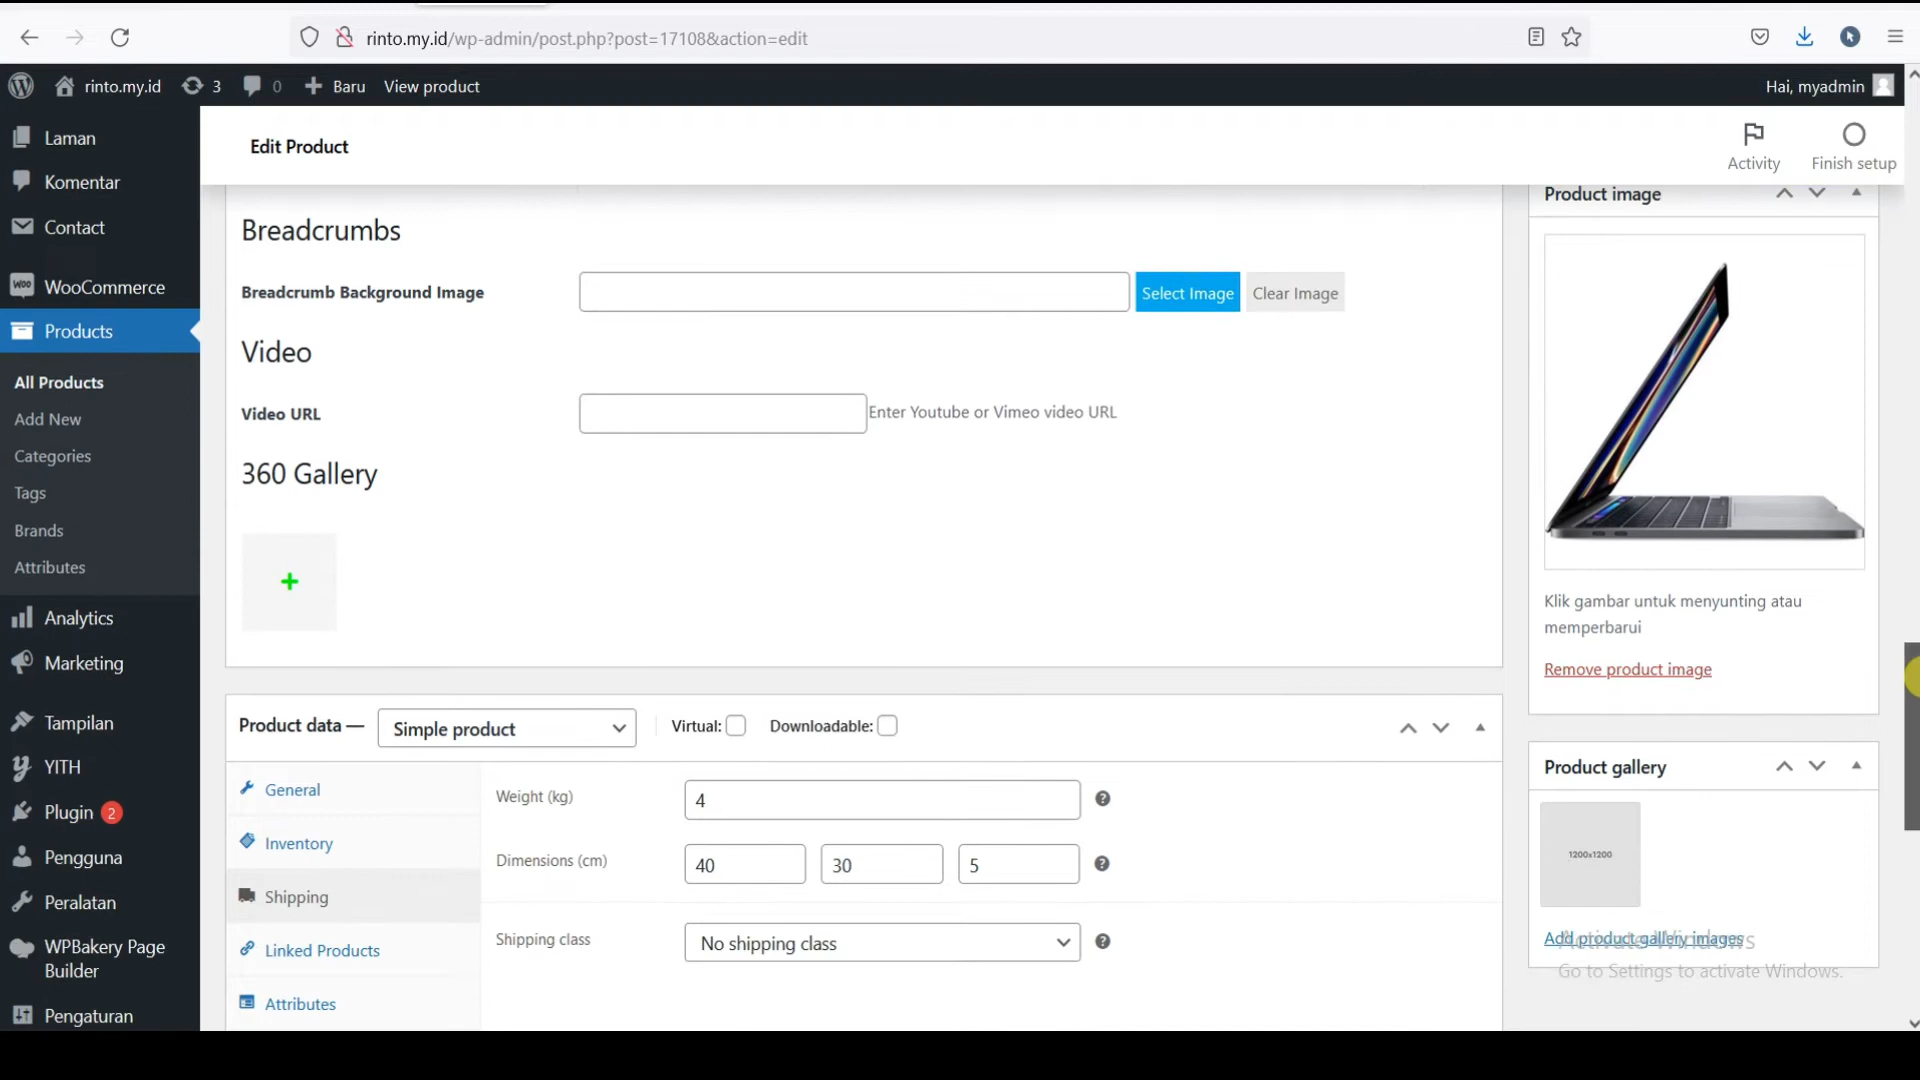 rinto.my.id/wp-admin/post.php?post=17108&action=edit
rinto.my.id
3
0
Baru
View product
Hai, myadmin
Laman
Komentar
Contact
WooCommerce
Products
All Products
Add New
Categories
Tags
Brands
Attributes
Analytics
Marketing
Tampilan
YITH
Plugin 2
Pengguna
Peralatan
WPBakery Page
Builder
Pengaturan
Edit Product
Activity
Finish setup
Breadcrumbs
Breadcrumb Background Image
Select Image
Clear Image
Video
Video URL
Enter Youtube or Vimeo video URL
360 Gallery
+
Product data —
Simple product
Virtual:
Downloadable:
General
Inventory
Shipping
Linked Products
Attributes
Weight (kg)
4
Dimensions (cm)
40
30
5
Shipping class
No shipping class
Product image
Klik gambar untuk menyunting atau
memperbarui
Remove product image
Product gallery
1200x1200
Add product gallery images
Activate Windows
Go to Settings to activate Windows.